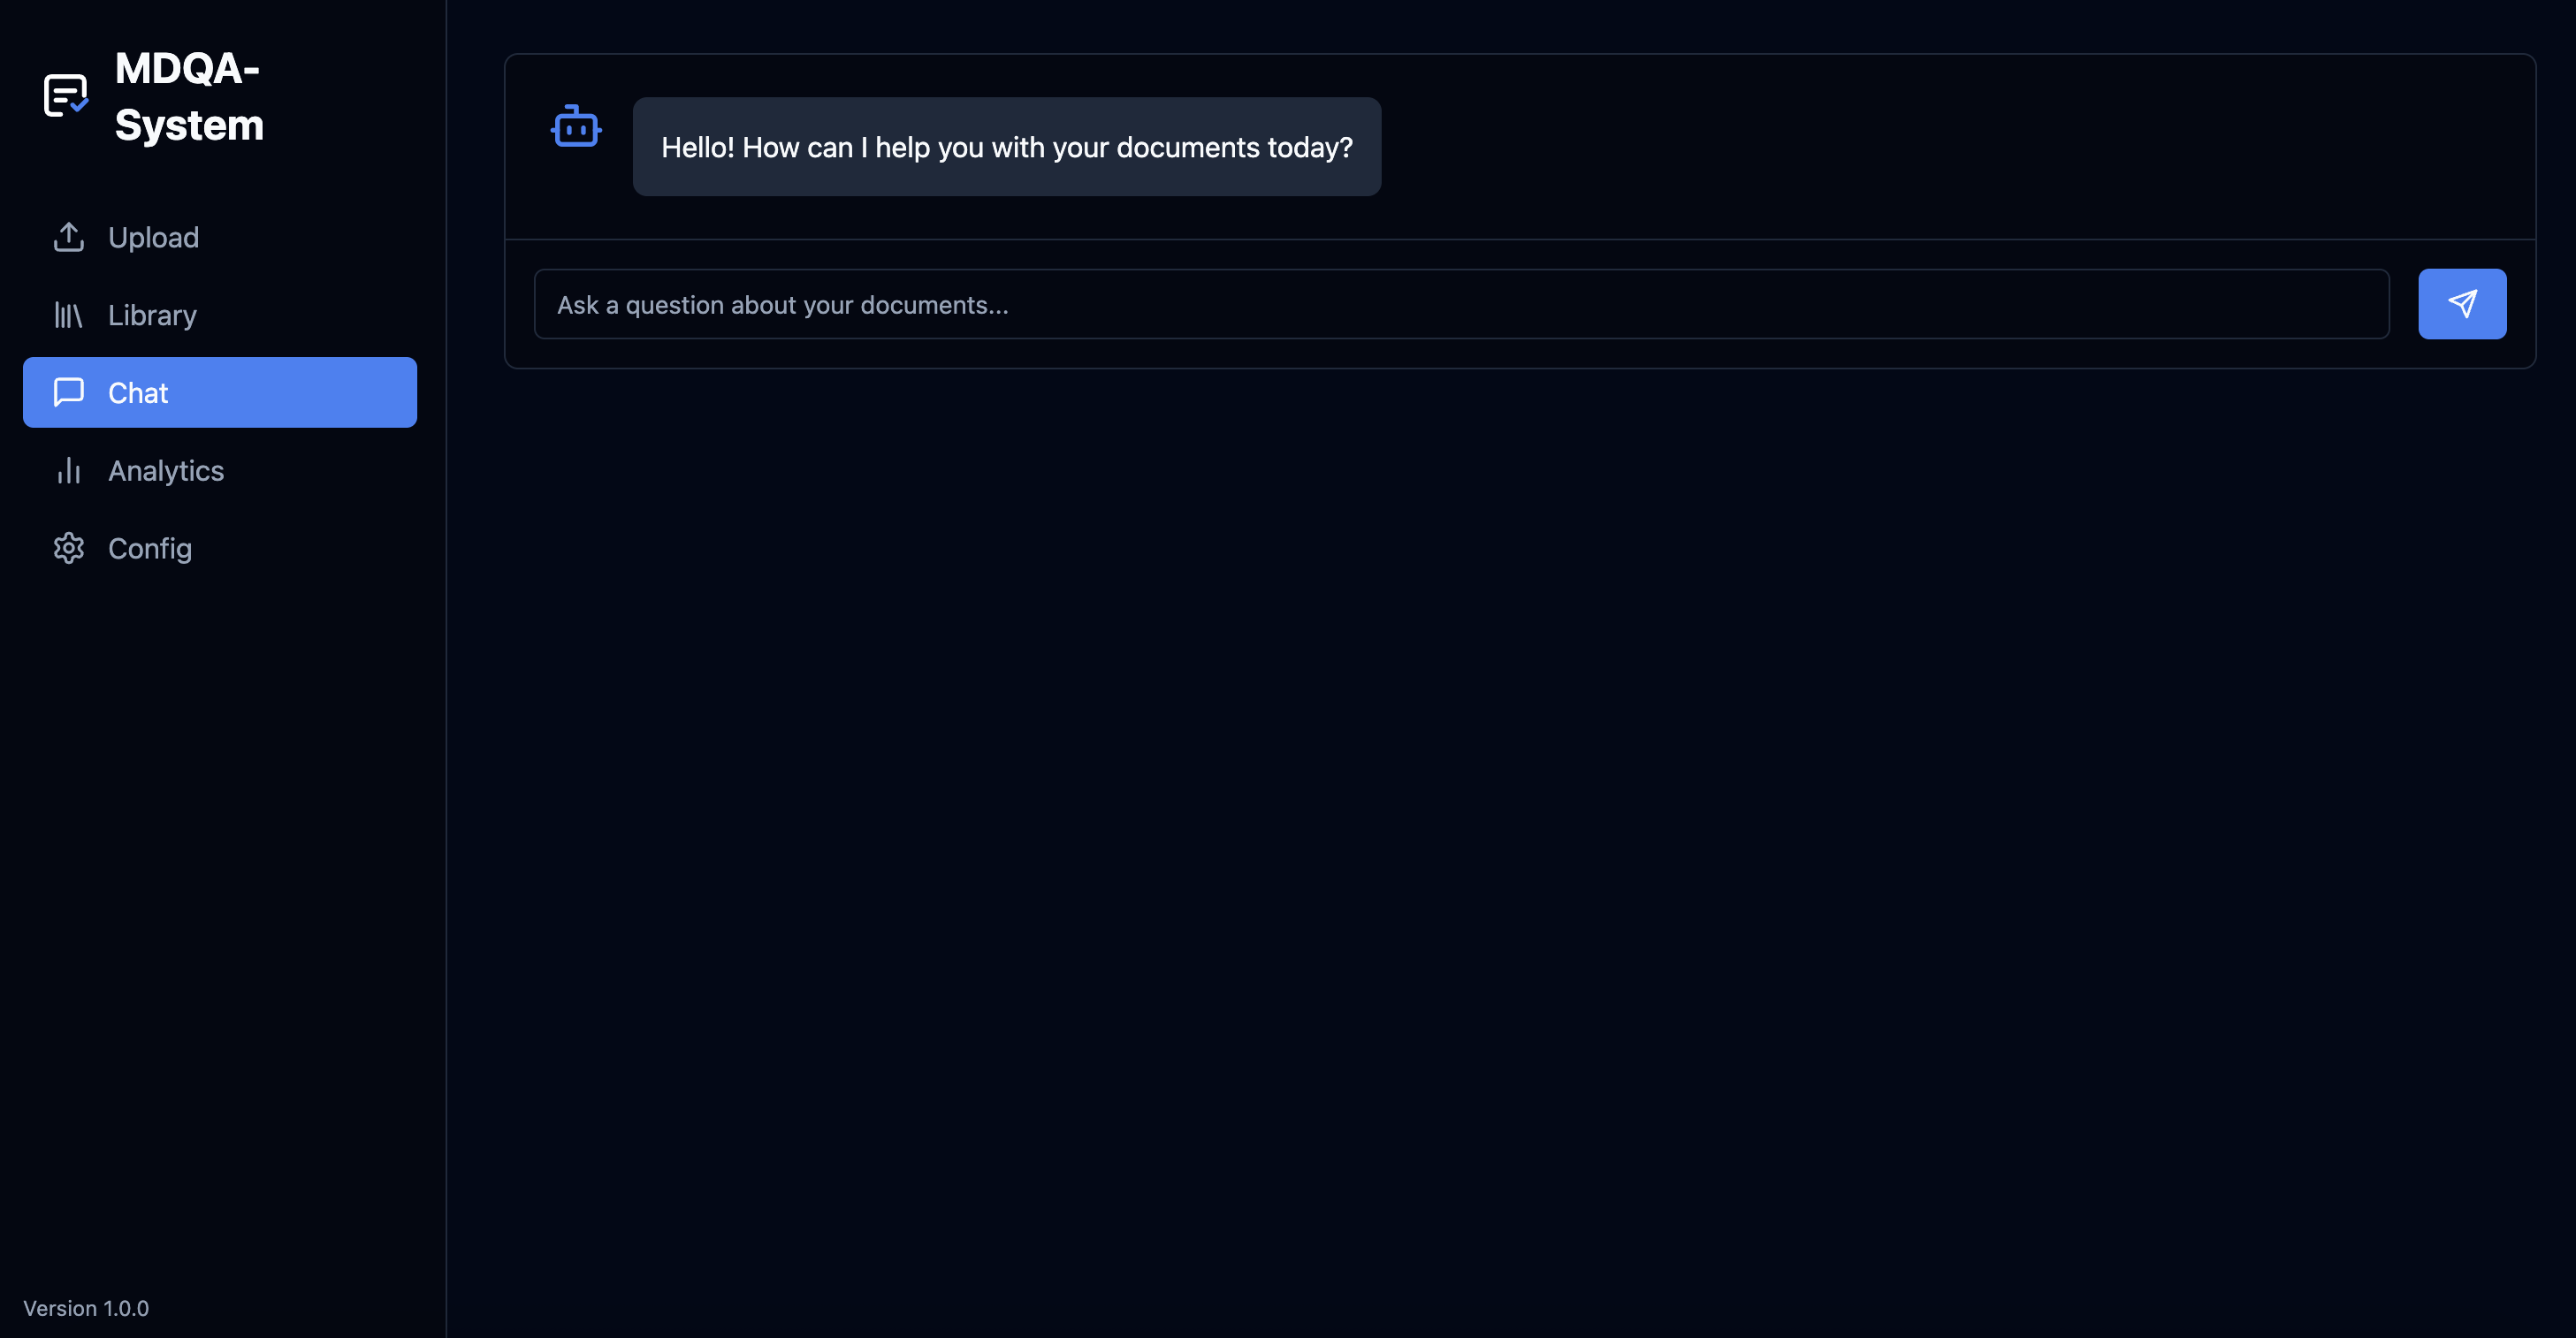 MDQA-
System
Upload
Library
Chat
Analytics
Config
Version 1.0.0
Hello! How can I help you with your documents today?
Ask a question about your documents...